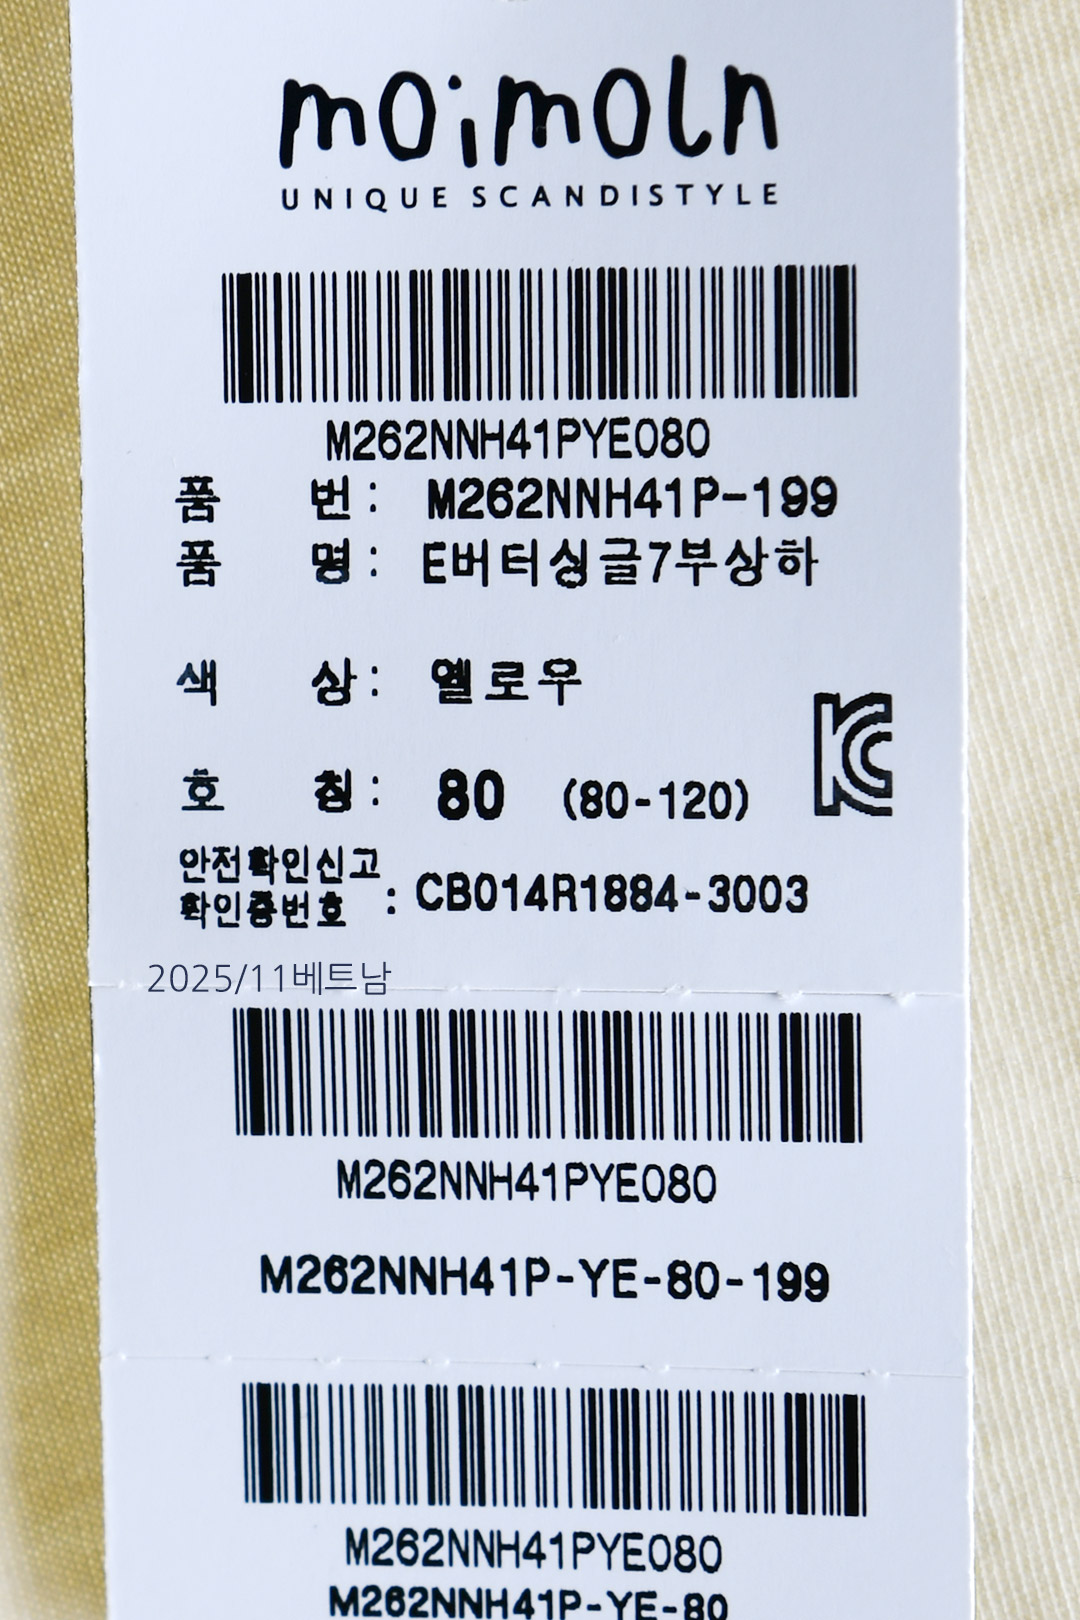 moimoln
UNIQUE SCANDISTYLE
M262NNH41PYE080
품 번 : M262NNH41P-199
품 명 : E버터싱글7부상하
색 상 : 옐로우
호 칭 : 80 (80-120)
안전확인신고
확인증번호 : CB014R1884-3003
2025/11베트남
M262NNH41PYE080
M262NNH41P-YE-80-199
M262NNH41PYE080
M262NNH41P-YE-80